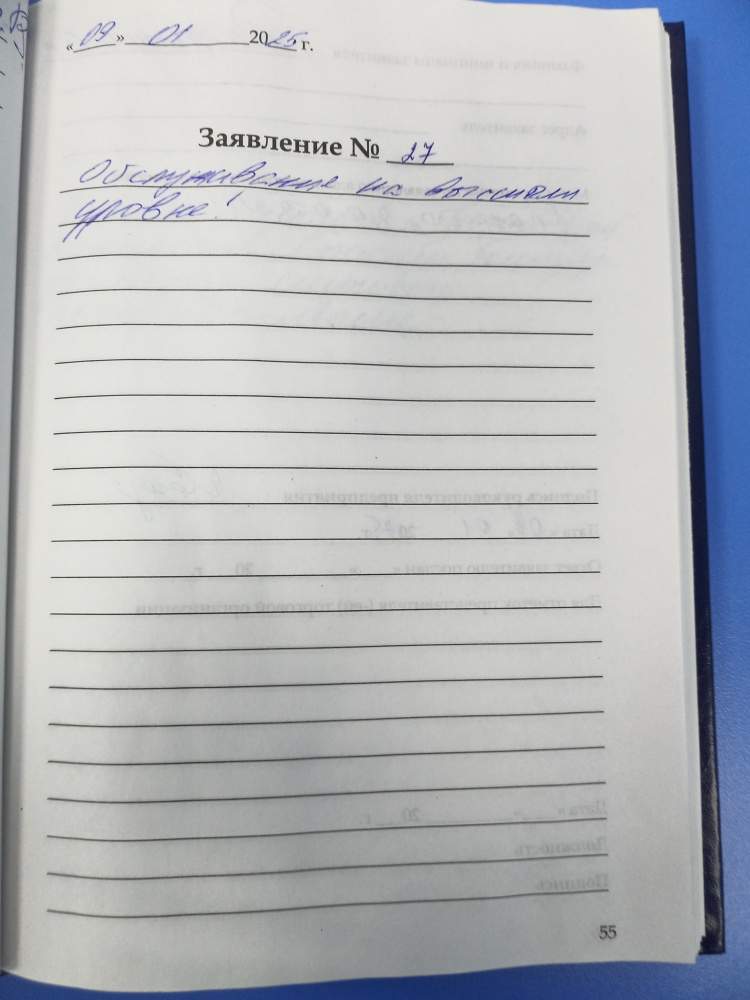 « 09 » 01 2025 г.
Заявление № 27
Обслуживание на высшем
уровне!
55